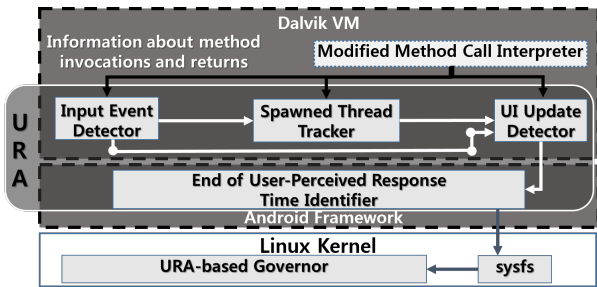 Dalvik VM
Information about method
invocations and returns
Modified Method Call Interpreter
URA
Input Event
Detector
Spawned Thread
Tracker
UI Update
Detector
End of User-Perceived Response
Time Identifier
Android Framework
Linux Kernel
URA-based Governor
sysfs